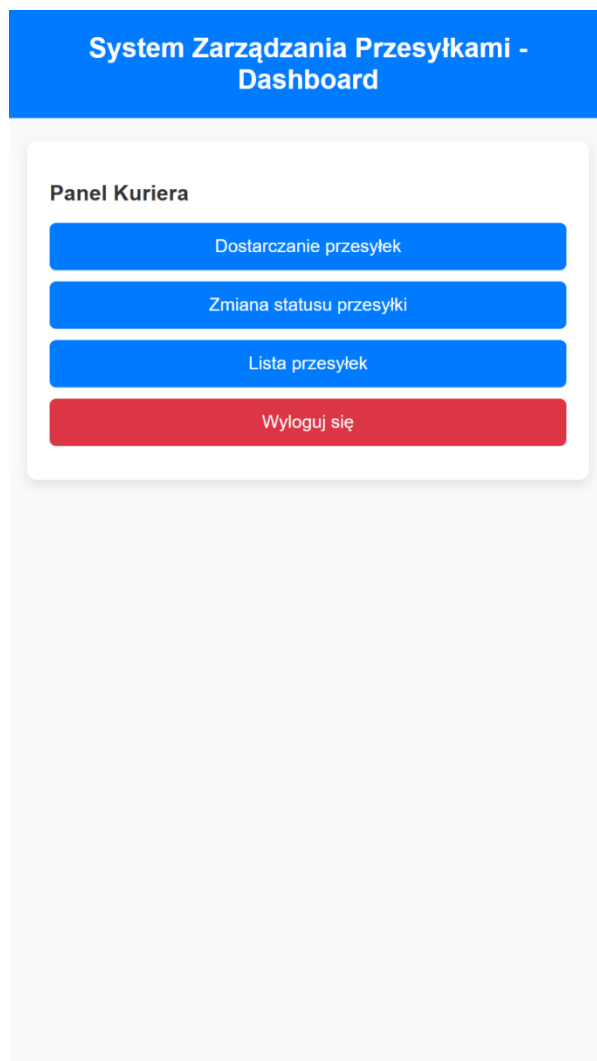 System Zarządzania Przesyłkami -
Dashboard
Panel Kuriera
Dostarczanie przesyłek
Zmiana statusu przesyłki
Lista przesyłek
Wyloguj się